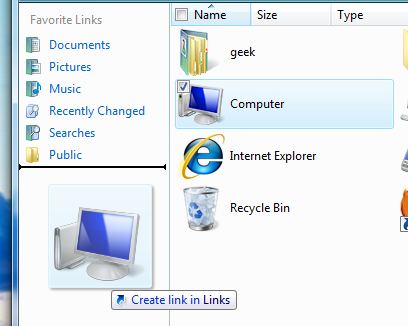 Favorite Links
Documents
Pictures
Music
Recently Changed
Searches
Public
Name Size Type
geek
Computer
Internet Explorer
Recycle Bin
Create link in Links